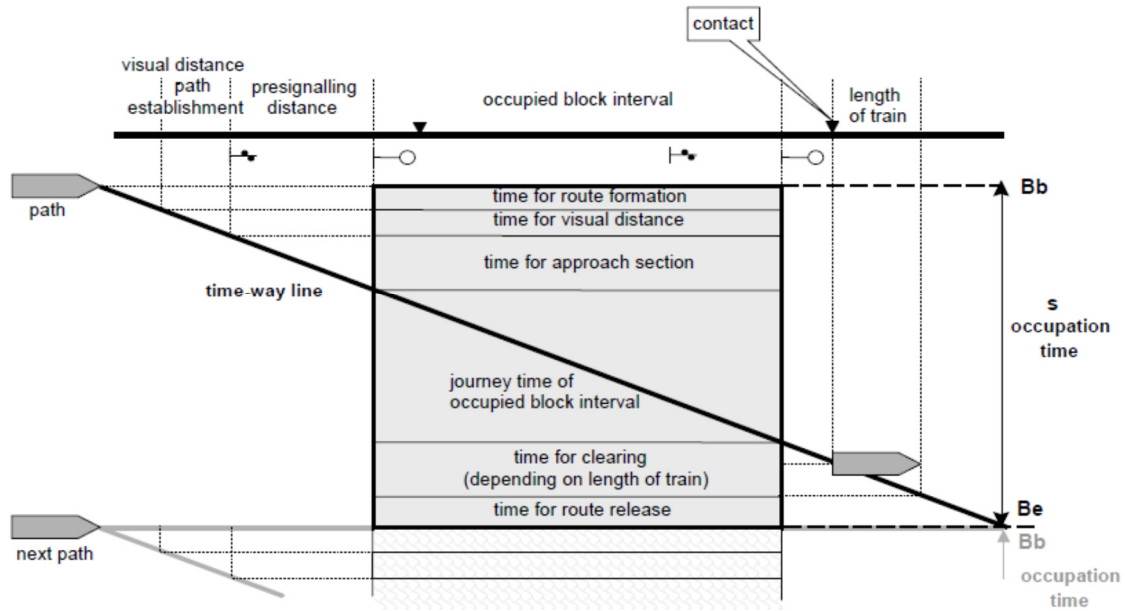 contact
visual distance
path
establishment
presignalling
distance
occupied block interval
length
of train
path
time for route formation
time for visual distance
time for approach section
time-way line
journey time of
occupied block interval
time for clearing
(depending on length of train)
time for route release
next path
Bb
s
occupation
time
Be
Bb
occupation
time